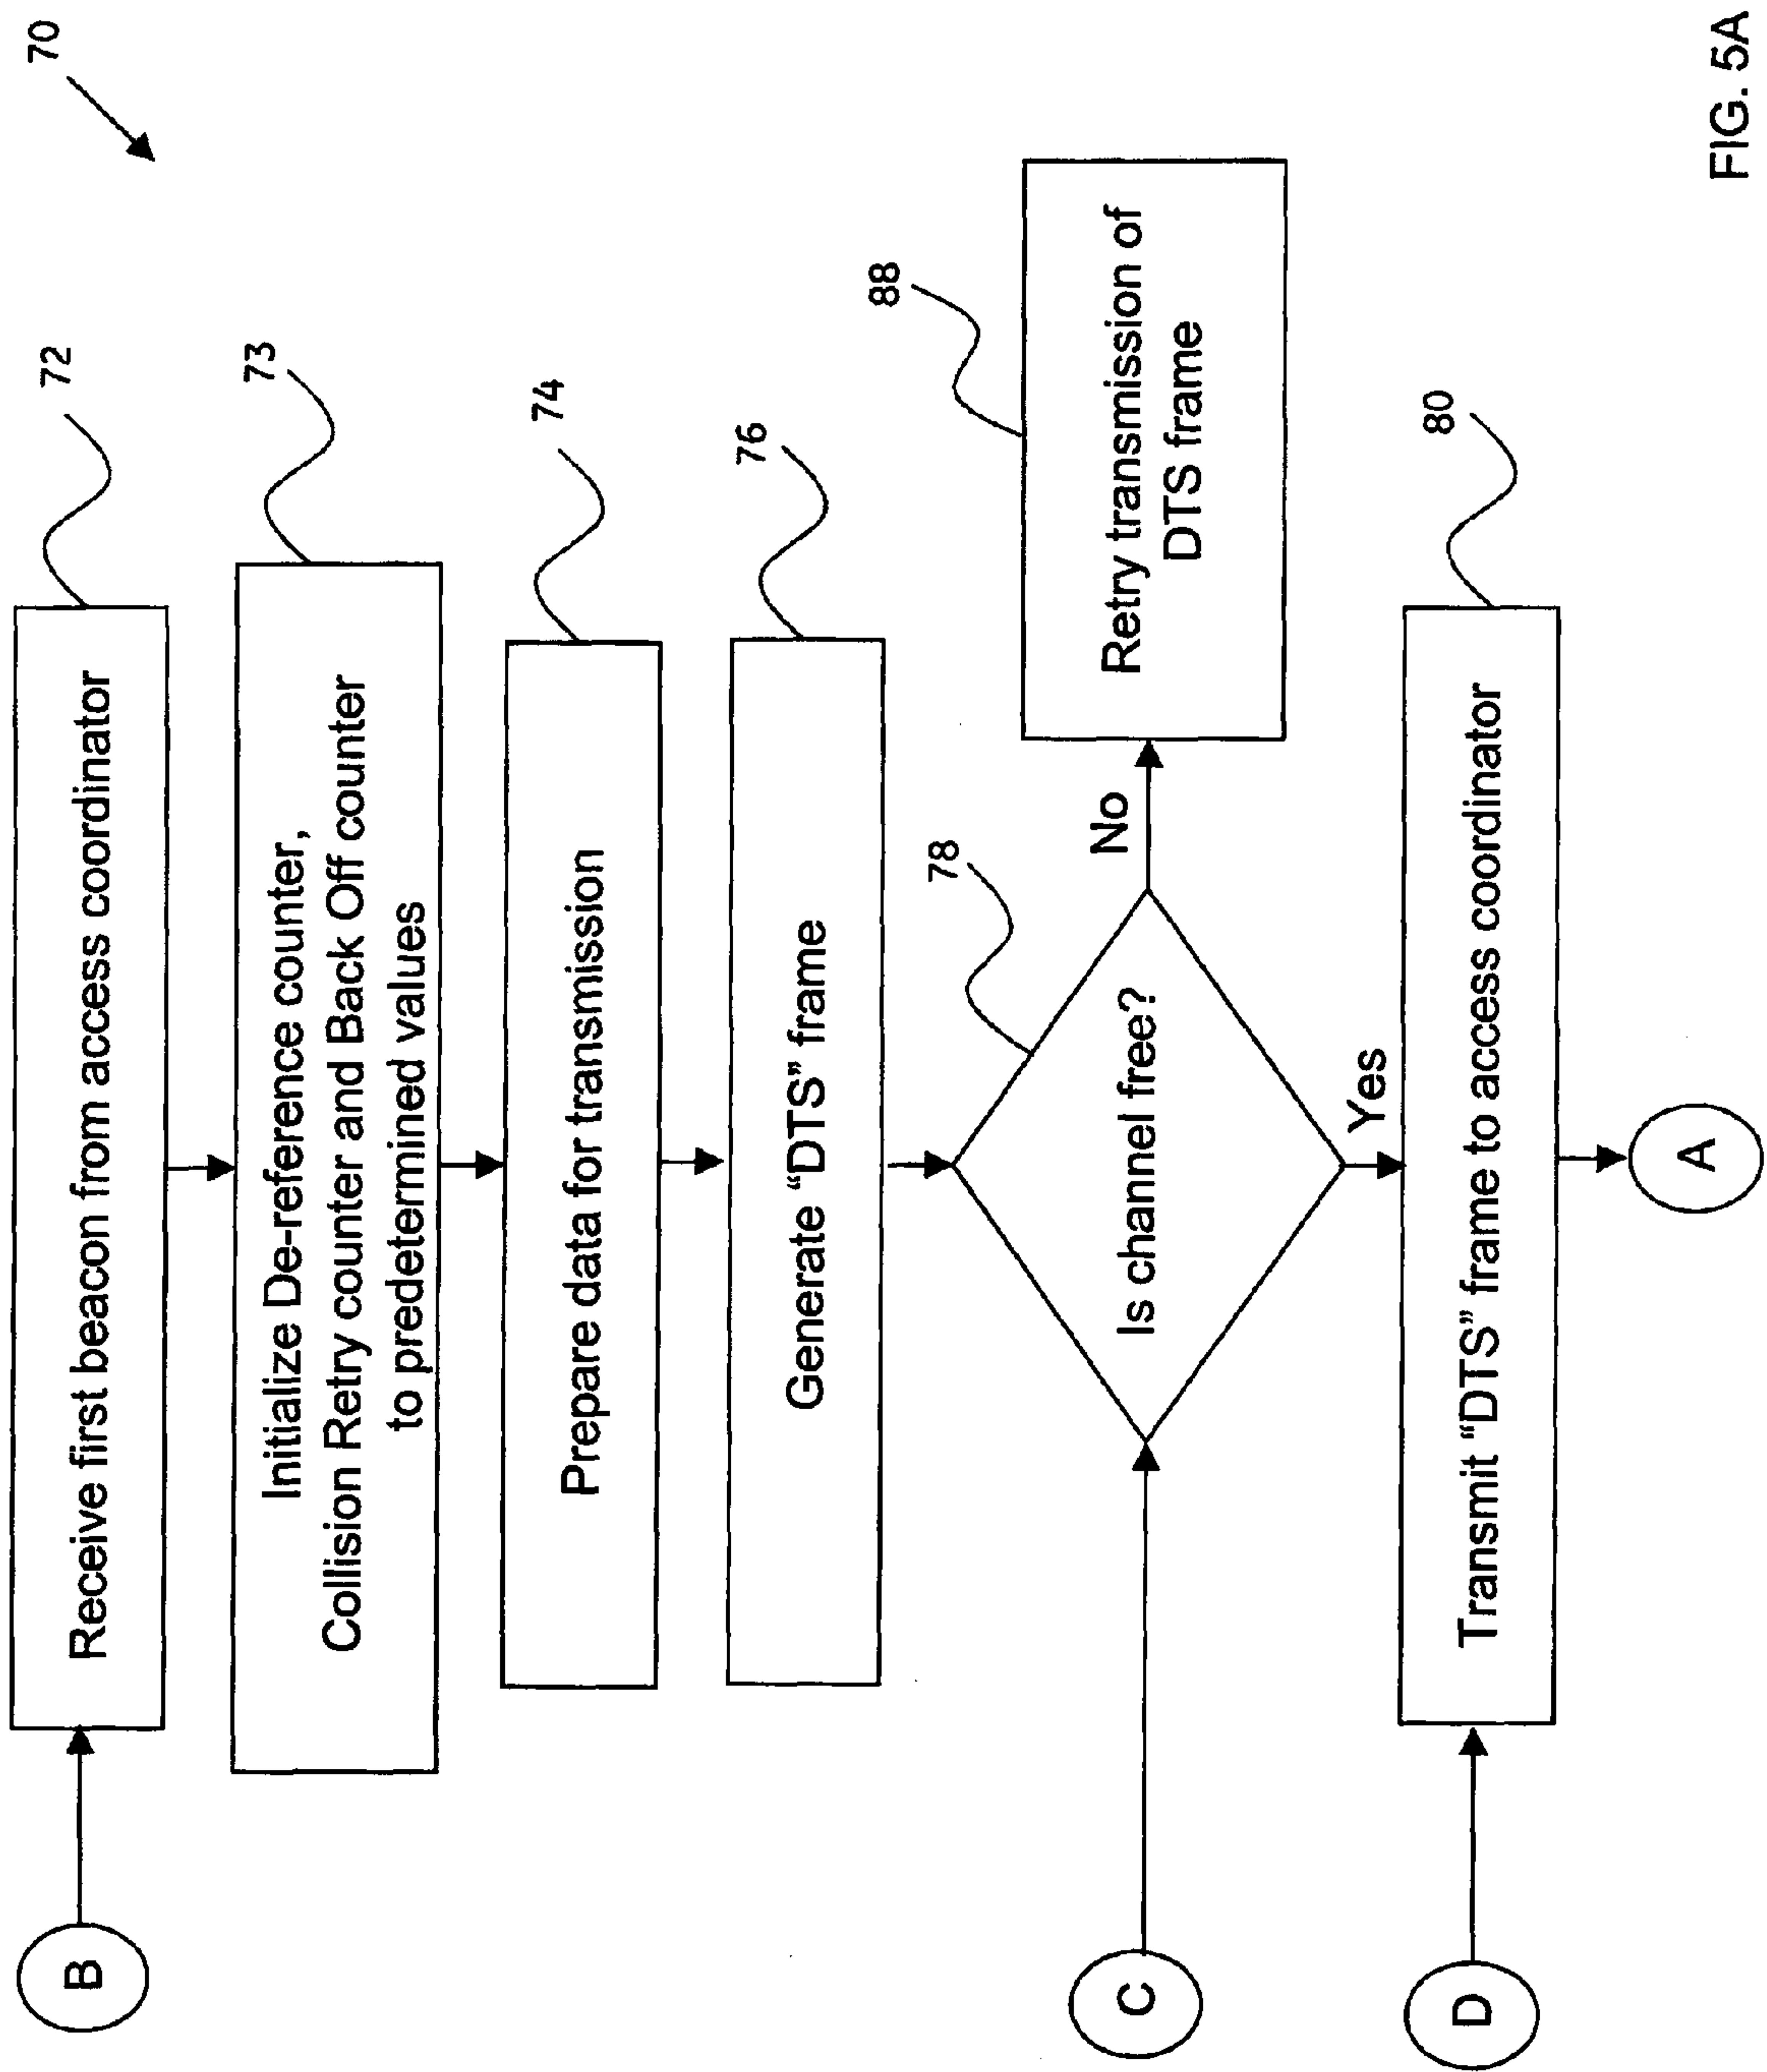 70
B
Receive first beacon from access coordinator
72
Initialize De-reference counter,
Collision Retry counter and Back Off counter
to predetermined values
73
Prepare data for transmission
74
Generate “DTS” frame
76
C
Is channel free?
78
No
Retry transmission of
DTS frame
88
Yes
D
Transmit “DTS” frame to access coordinator
80
A
FIG. 5A